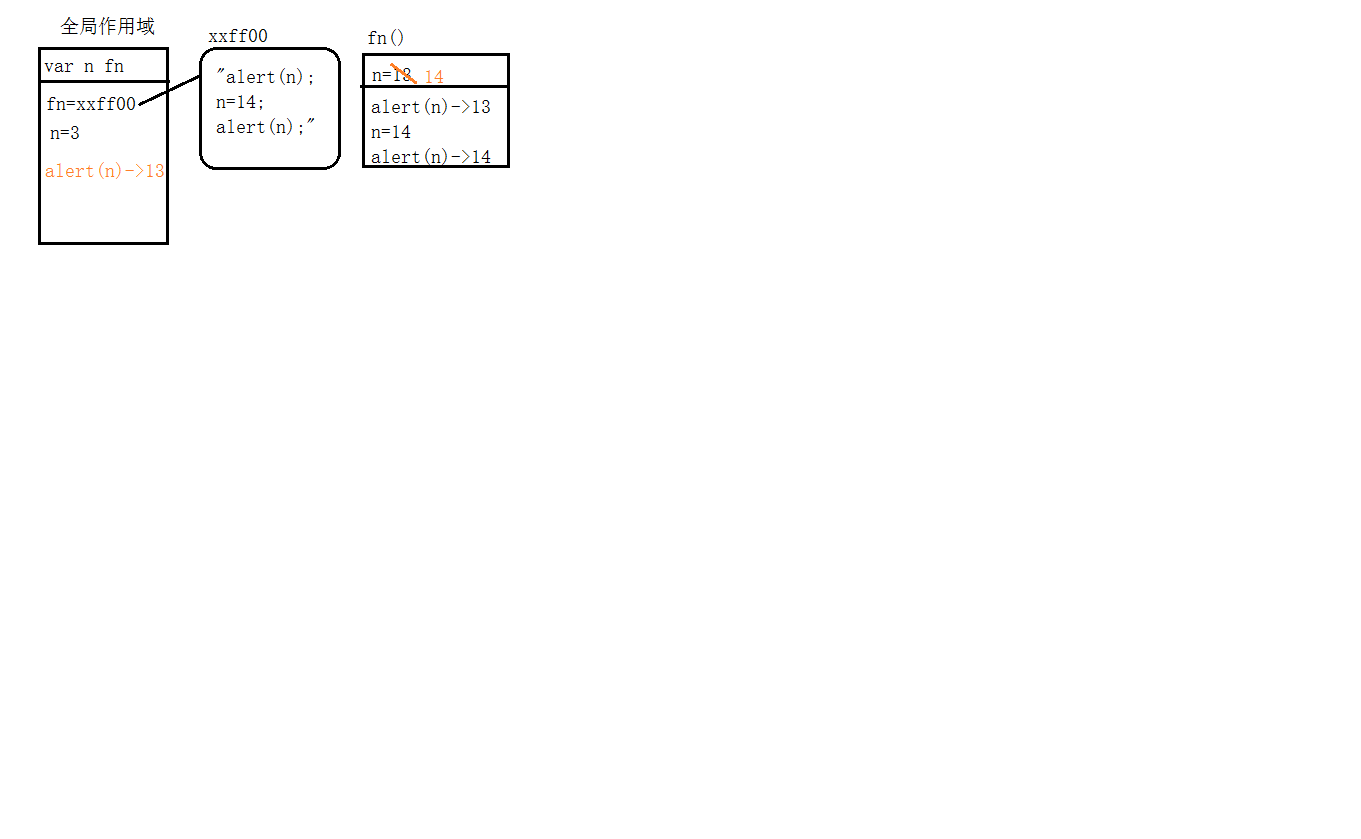 全局作用域
var n fn
fn=xxff00
n=3
alert(n)->13
xxff00
"alert(n);
n=14;
alert(n);"
fn()
n=13 14
alert(n)->13
n=14
alert(n)->14